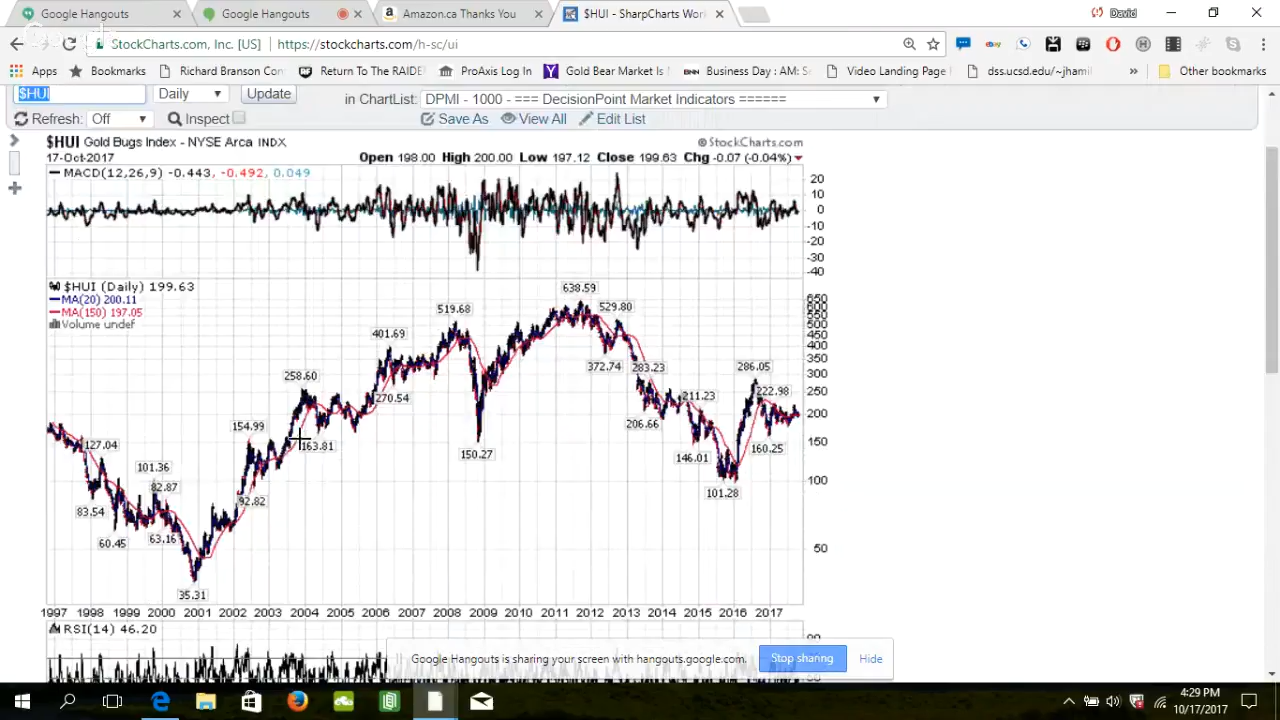 Google Hangouts
Google Hangouts
Amazon.ca Thank You
$HUI - SharpCharts Wor
David
StockCharts.com, Inc. [US]
https://stockcharts.com/h-sc/ui
Apps
Bookmarks
Richard Branson Com
Return To The RAIDE
ProAxis Log In
Gold Bear Market Is
Business Day : AM: S
Video Landing Page
dss.ucsd.edu/~jhami
»
Other bookmarks
$HUI
Daily
Update
in ChartList:
DPMI - 1000 - === DecisionPoint Market Indicators ======
Refresh:
Off
Inspect
Save As
View All
Edit List
$HUI Gold Bugs Index - NYSE Arca INDX
© StockCharts.com
17-Oct-2017
Open 198.00 High 200.00 Low 197.12 Close 199.63 Chg -0.07 (-0.04%)
MACD(12,26,9) -0.443, -0.492, 0.049
20
10
0
-10
-20
-30
-40
$HUI (Daily) 199.63
MA(20) 200.11
MA(150) 197.05
Volume undef
638.59
519.68
529.80
401.69
372.74
283.23
286.05
258.60
270.54
211.23
222.98
154.99
206.66
127.04
163.81
150.27
146.01
160.25
101.36
82.87
101.28
92.82
83.54
60.45
63.16
35.31
650
600
550
500
450
400
350
300
250
200
150
100
50
1997 1998 1999 2000 2001 2002 2003 2004 2005 2006 2007 2008 2009 2010 2011 2012 2013 2014 2015 2016 2017
RSI(14) 46.20
Google Hangouts is sharing your screen with hangouts.google.com.
Stop sharing
Hide
4:29 PM
10/17/2017